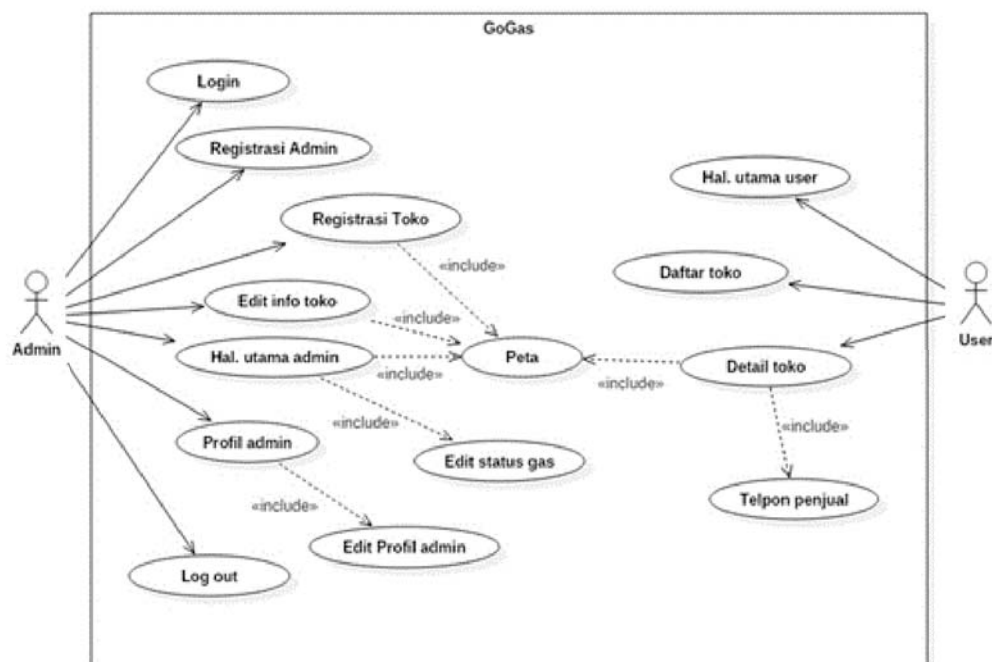 GoGas
Login
Registrasi Admin
Hal. utama user
Registrasi Toko
«include»
Daftar toko
Edit info toko
«include»
Admin
User
Hal. utama admin
Peta
Detail toko
«include»
«include»
«include»
«include»
Profil admin
Edit status gas
Telpon penjual
«include»
Edit Profil admin
Log out